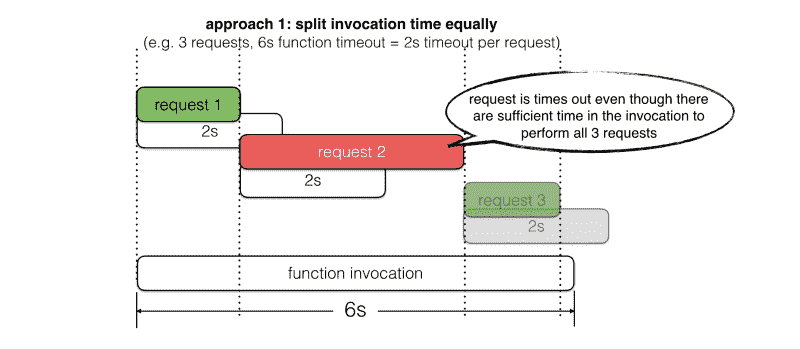 approach 1: split invocation time equally
(e.g. 3 requests, 6s function timeout = 2s timeout per request)
request 1
2s
request is times out even though there
are sufficient time in the invocation to
perform all 3 requests
request 2
2s
request 3
2s
function invocation
6s